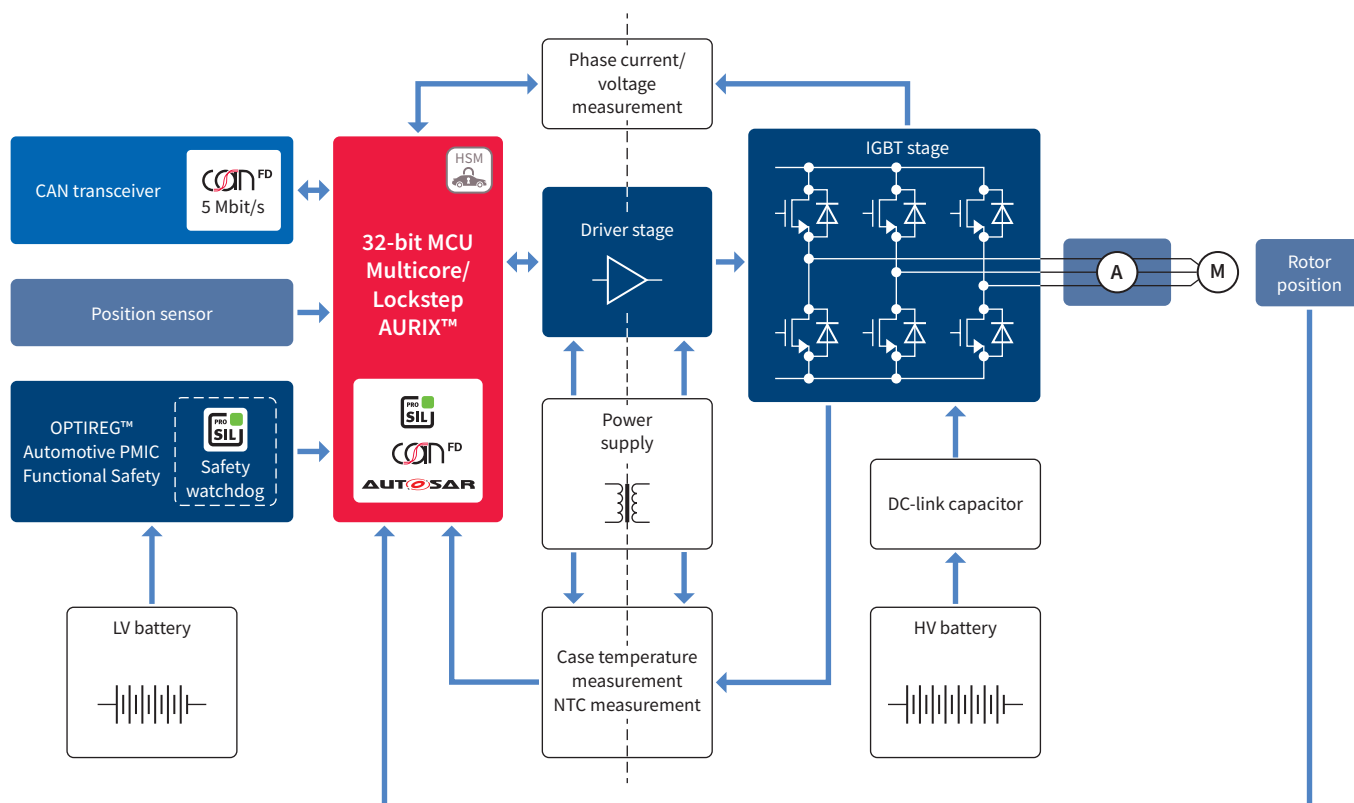 Phase current/
voltage
measurement
CAN transceiver
CAN FD
5 Mbit/s
HSM
32-bit MCU
Multicore/
Lockstep
AURIX™
Driver stage
IGBT stage
A
M
Rotor
position
Position sensor
OPTIREG™
Automotive PMIC
Functional Safety
PRO
SIL
Safety
watchdog
PRO
SIL
CAN FD
AUTOSAR
Power
supply
DC-link capacitor
LV battery
Case temperature
measurement
NTC measurement
HV battery